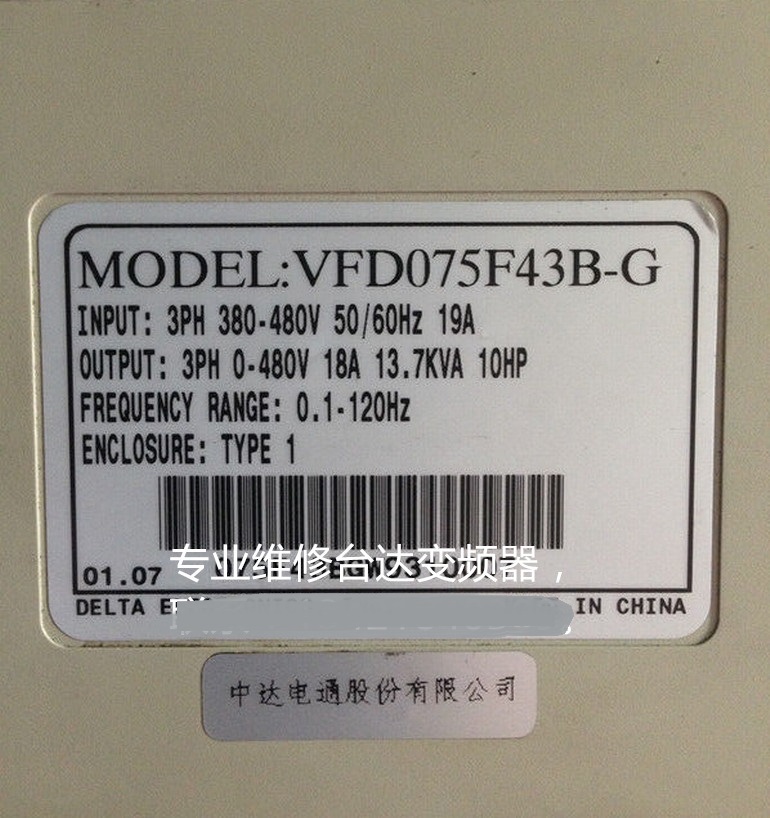 MODEL:VFD075F43B-G
INPUT: 3PH 380-480V 50/60Hz 19A
OUTPUT: 3PH 0-480V 18A 13.7KVA 10HP
FREQUENCY RANGE: 0.1-120Hz
ENCLOSURE: TYPE 1
专业维修台达变频器，
01.07
DELTA IN CHINA
中达电通股份有限公司